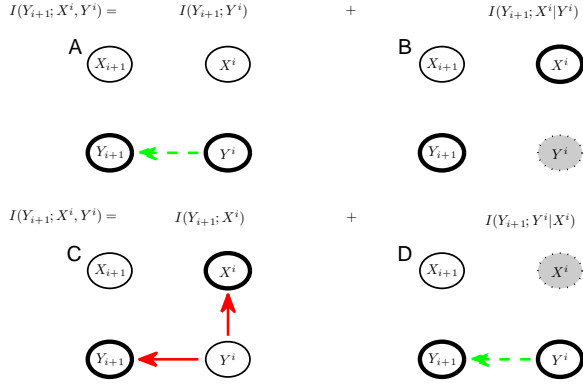 I(Y_{i+1}; X^i, Y^i) = I(Y_{i+1}; Y^i) + I(Y_{i+1}; X^i|Y^i)
A B
X_{i+1} X^i X_{i+1} X^i
Y_{i+1} Y^i Y_{i+1} Y^i
I(Y_{i+1}; X^i, Y^i) = I(Y_{i+1}; X^i) + I(Y_{i+1}; Y^i|X^i)
C D
X_{i+1} X^i X_{i+1} X^i
Y_{i+1} Y^i Y_{i+1} Y^i